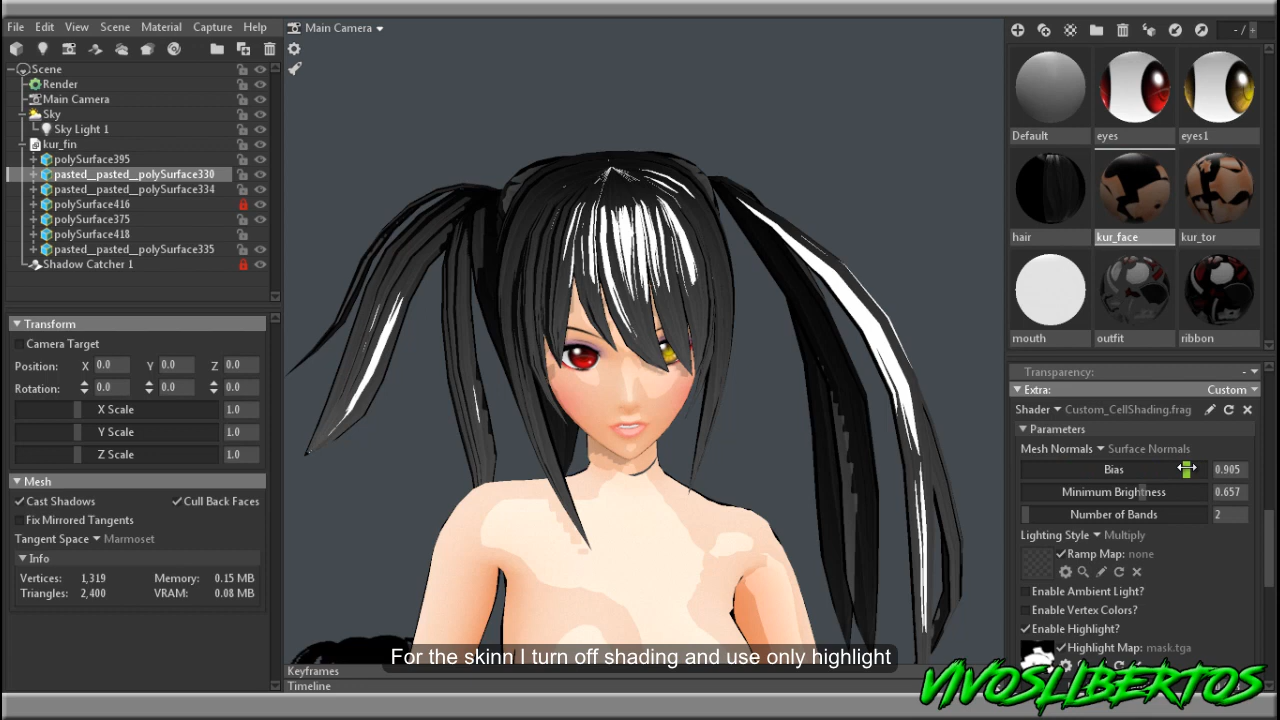 File Edit View Scene Material Capture Help
Main Camera
- / +
Scene
Render
Main Camera
Sky
Sky Light 1
kur_fin
polySurface395
pasted__pasted__polySurface330
pasted__pasted__polySurface334
polySurface416
polySurface375
polySurface418
pasted__pasted__polySurface335
Shadow Catcher 1
Transform
Camera Target
Position: X 0.0 Y 0.0 Z 0.0
Rotation: 0.0 0.0 0.0
X Scale 1.0
Y Scale 1.0
Z Scale 1.0
Mesh
Cast Shadows Cull Back Faces
Fix Mirrored Tangents
Tangent Space Marmoset
Info
Vertices: 1,319 Memory: 0.15 MB
Triangles: 2,400 VRAM: 0.08 MB
For the skinn I turn off shading and use only highlight
Keyframes
Timeline
Default eyes eyes1
hair kur_face kur_tor
mouth outfit ribbon
Transparency: -
Extra: Custom
Shader Custom_CellShading.frag
Parameters
Mesh Normals Surface Normals
Bias 0.905
Minimum Brightness 0.657
Number of Bands 2
Lighting Style Multiply
Ramp Map: none
Enable Ambient Light?
Enable Vertex Colors?
Enable Highlight?
Highlight Map: mask.tga
VIVOSLIBERTOS